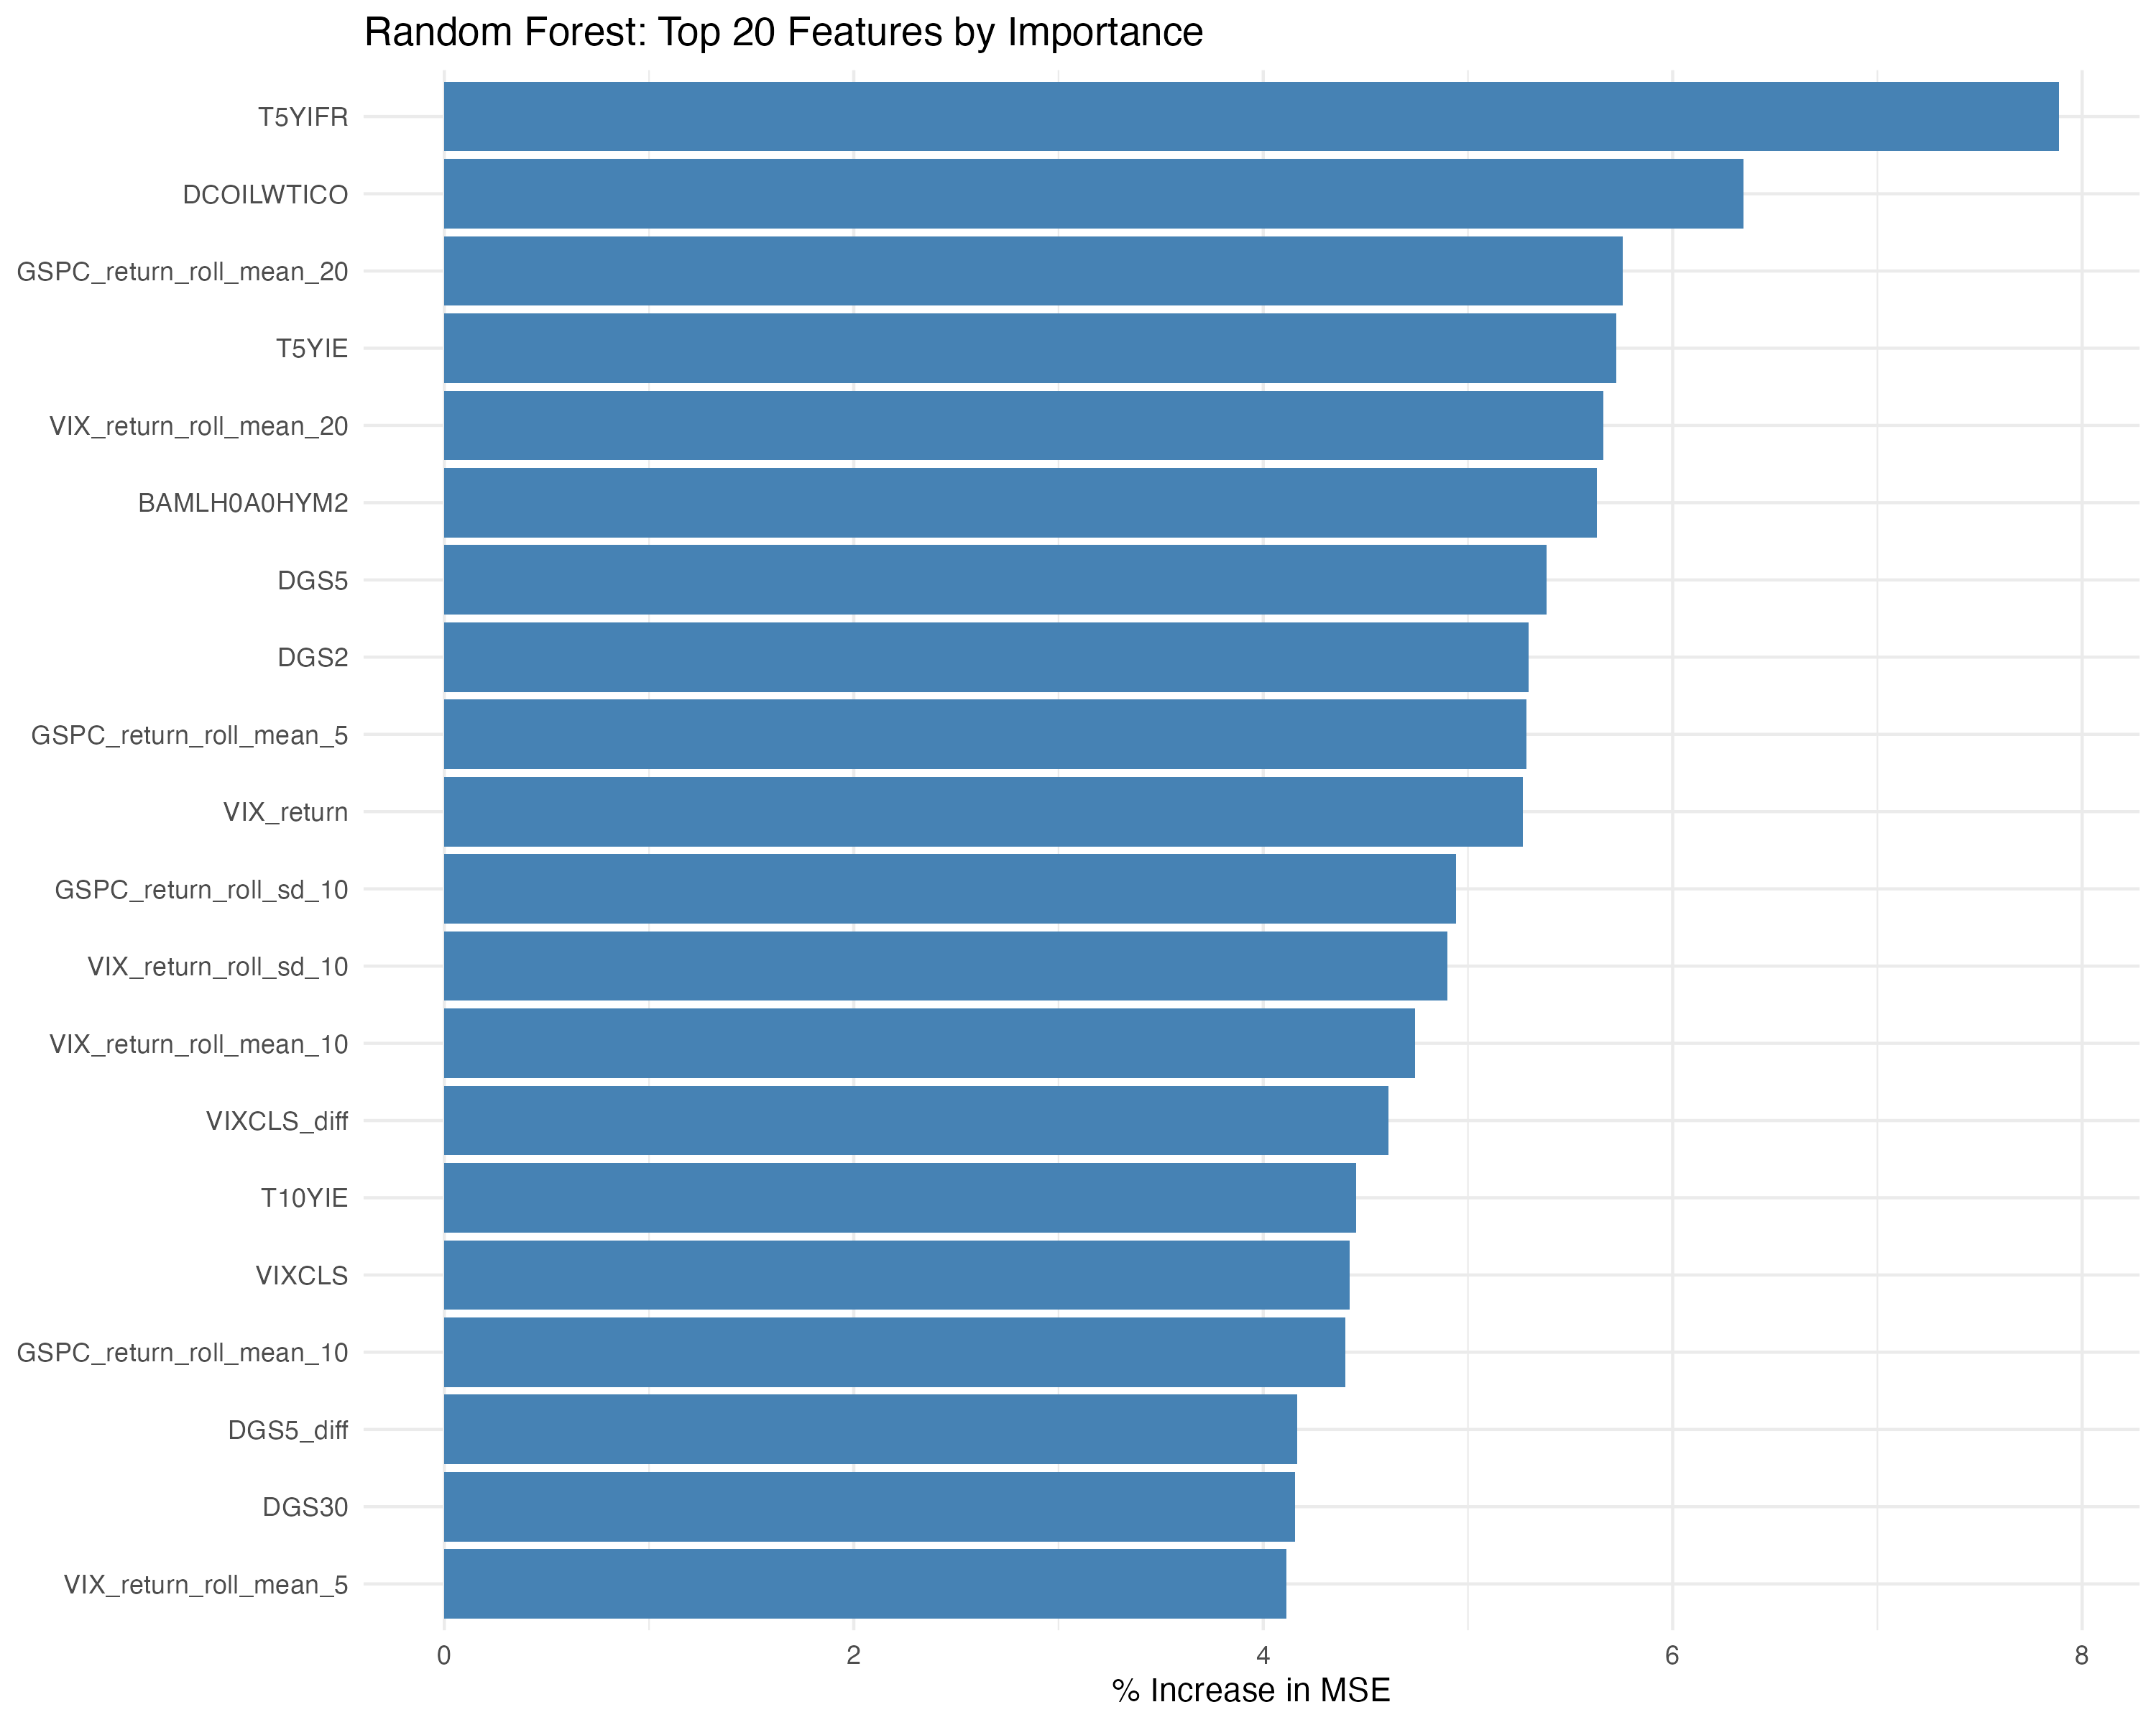 Random Forest: Top 20 Features by Importance
T5YIFR
DCOILWTICO
GSPC_return_roll_mean_20
T5YIE
VIX_return_roll_mean_20
BAMLH0A0HYM2
DGS5
DGS2
GSPC_return_roll_mean_5
VIX_return
GSPC_return_roll_sd_10
VIX_return_roll_sd_10
VIX_return_roll_mean_10
VIXCLS_diff
T10YIE
VIXCLS
GSPC_return_roll_mean_10
DGS5_diff
DGS30
VIX_return_roll_mean_5
0 2 4 6 8
% Increase in MSE